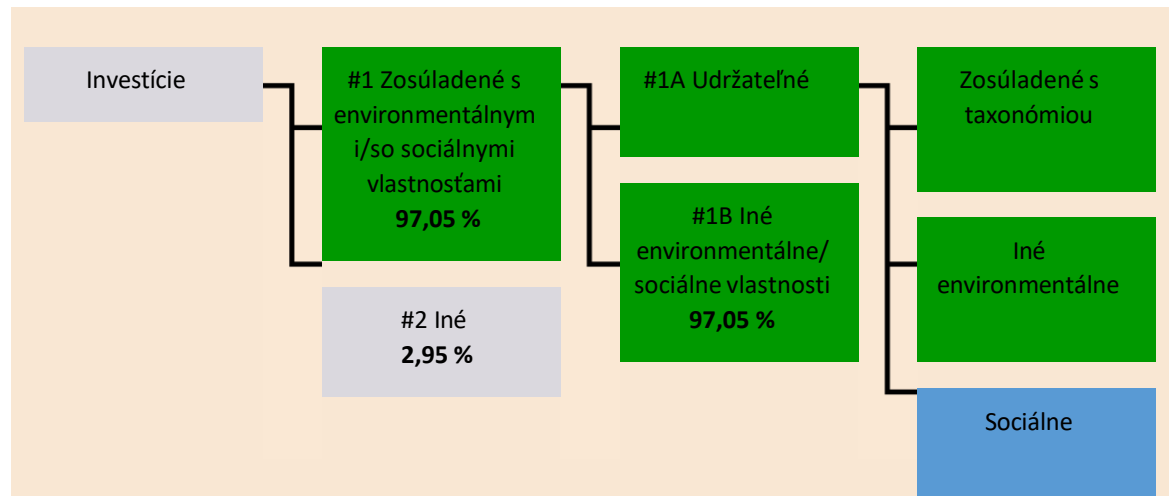 Investície
#1 Zosúladené s
environmentálnym
i/so sociálnymi
vlastnosťami
97,05 %
#2 Iné
2,95 %
#1A Udržateľné
#1B Iné
environmentálne/
sociálne vlastnosti
97,05 %
Zosúladené s
taxonómiou
Iné
environmentálne
Sociálne